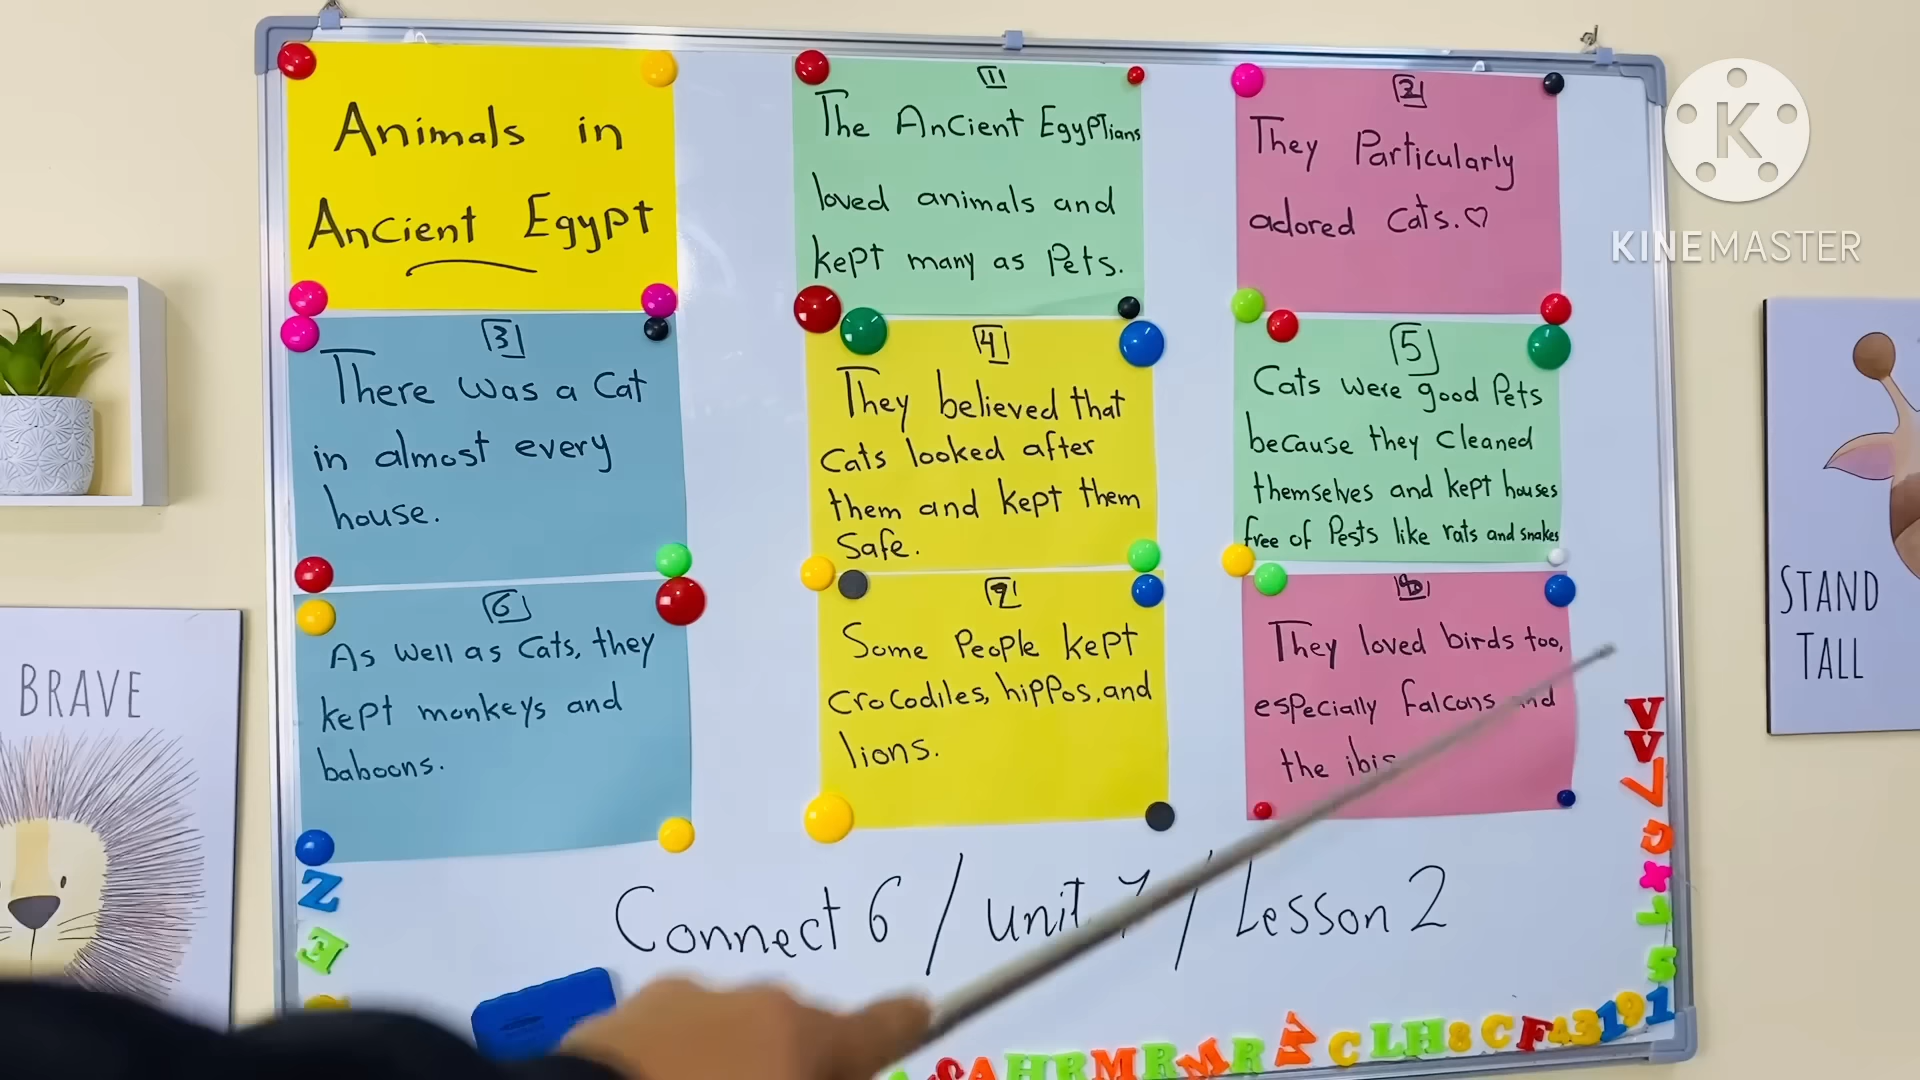 Animals in
Ancient Egypt
1
The Ancient Egyptians
loved animals and
kept many as Pets.
2
They Particularly
adored cats.♡
3
There was a cat
in almost every
house.
4
They believed that
cats looked after
them and kept them
Safe.
5
Cats were good Pets
because they cleaned
themselves and kept houses
free of Pests like rats and snakes
6
As well as cats, they
kept monkeys and
baboons.
7
Some People kept
crocodiles, hippos, and
lions.
8
They loved birds too,
especially falcons and
the ibis
Connect 6 / unit / Lesson 2
K
KINEMASTER
BRAVE
STAND
TALL